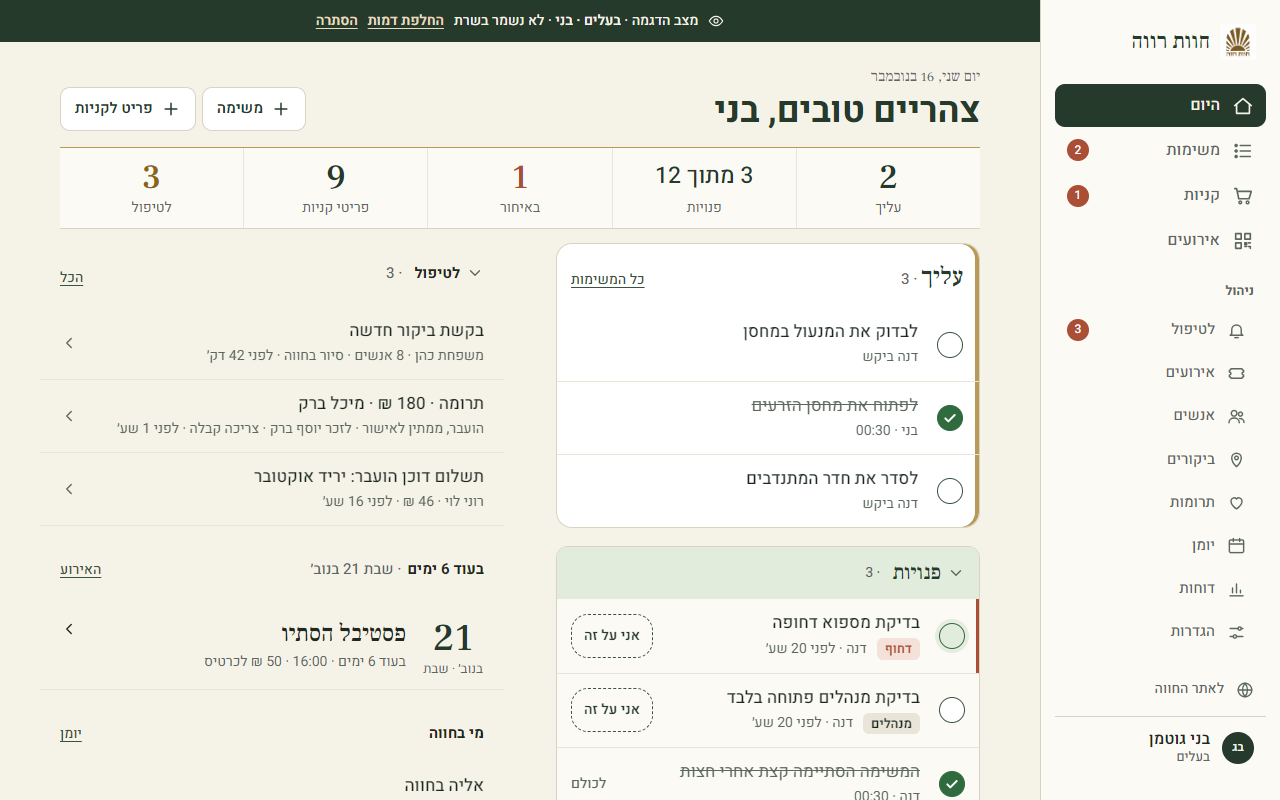 מצב הדגמה · בעלים · בני · לא נשמר בשרת החלפת דמות הסתרה
חוות רווה
היום
משימות 2
קניות 1
אירועים
ניהול
לטיפול 3
אירועים
אנשים
ביקורים
תרומות
יומן
דוחות
הגדרות
לאתר החווה
בג
בני גוטמן
בעלים
יום שני, 16 בנובמבר
צהריים טובים, בני
משימה
פריט לקניות
2
עליך
3 מתוך 12
פנויות
1
באיחור
9
פריטי קניות
3
לטיפול
עליך · 3
כל המשימות
לבדוק את המנעול במחסן
דנה ביקש
לפתוח את מחסן הזרעים
בני · 00:30
לסדר את חדר המתנדבים
דנה ביקש
פנויות · 3
בדיקת מספוא דחופה
דחוף דנה · לפני 20 שע׳
אני על זה
בדיקת מנהלים פתוחה בלבד
מנהלים דנה · לפני 20 שע׳
אני על זה
המשימה הסתיימה קצת אחרי חצות
דנה · 00:30
לכולם
לטיפול · 3
הכל
בקשת ביקור חדשה
משפחת כהן · 8 אנשים · סיור בחווה · לפני 42 דק׳
תרומה · 180 ₪ · מיכל ברק
הועבר, ממתין לאישור · לזכר יוסף ברק · צריכה קבלה · לפני 1 שע׳
תשלום דוכן הועבר: יריד אוקטובר
רוני לוי · 46 ₪ · לפני 16 שע׳
בעוד 6 ימים · שבת 21 בנוב׳
האירוע
21
בנוב׳ · שבת
פסטיבל הסתיו
בעוד 6 ימים · 16:00 · 50 ₪ לכרטיס
מי בחווה
יומן
אליה בחווה